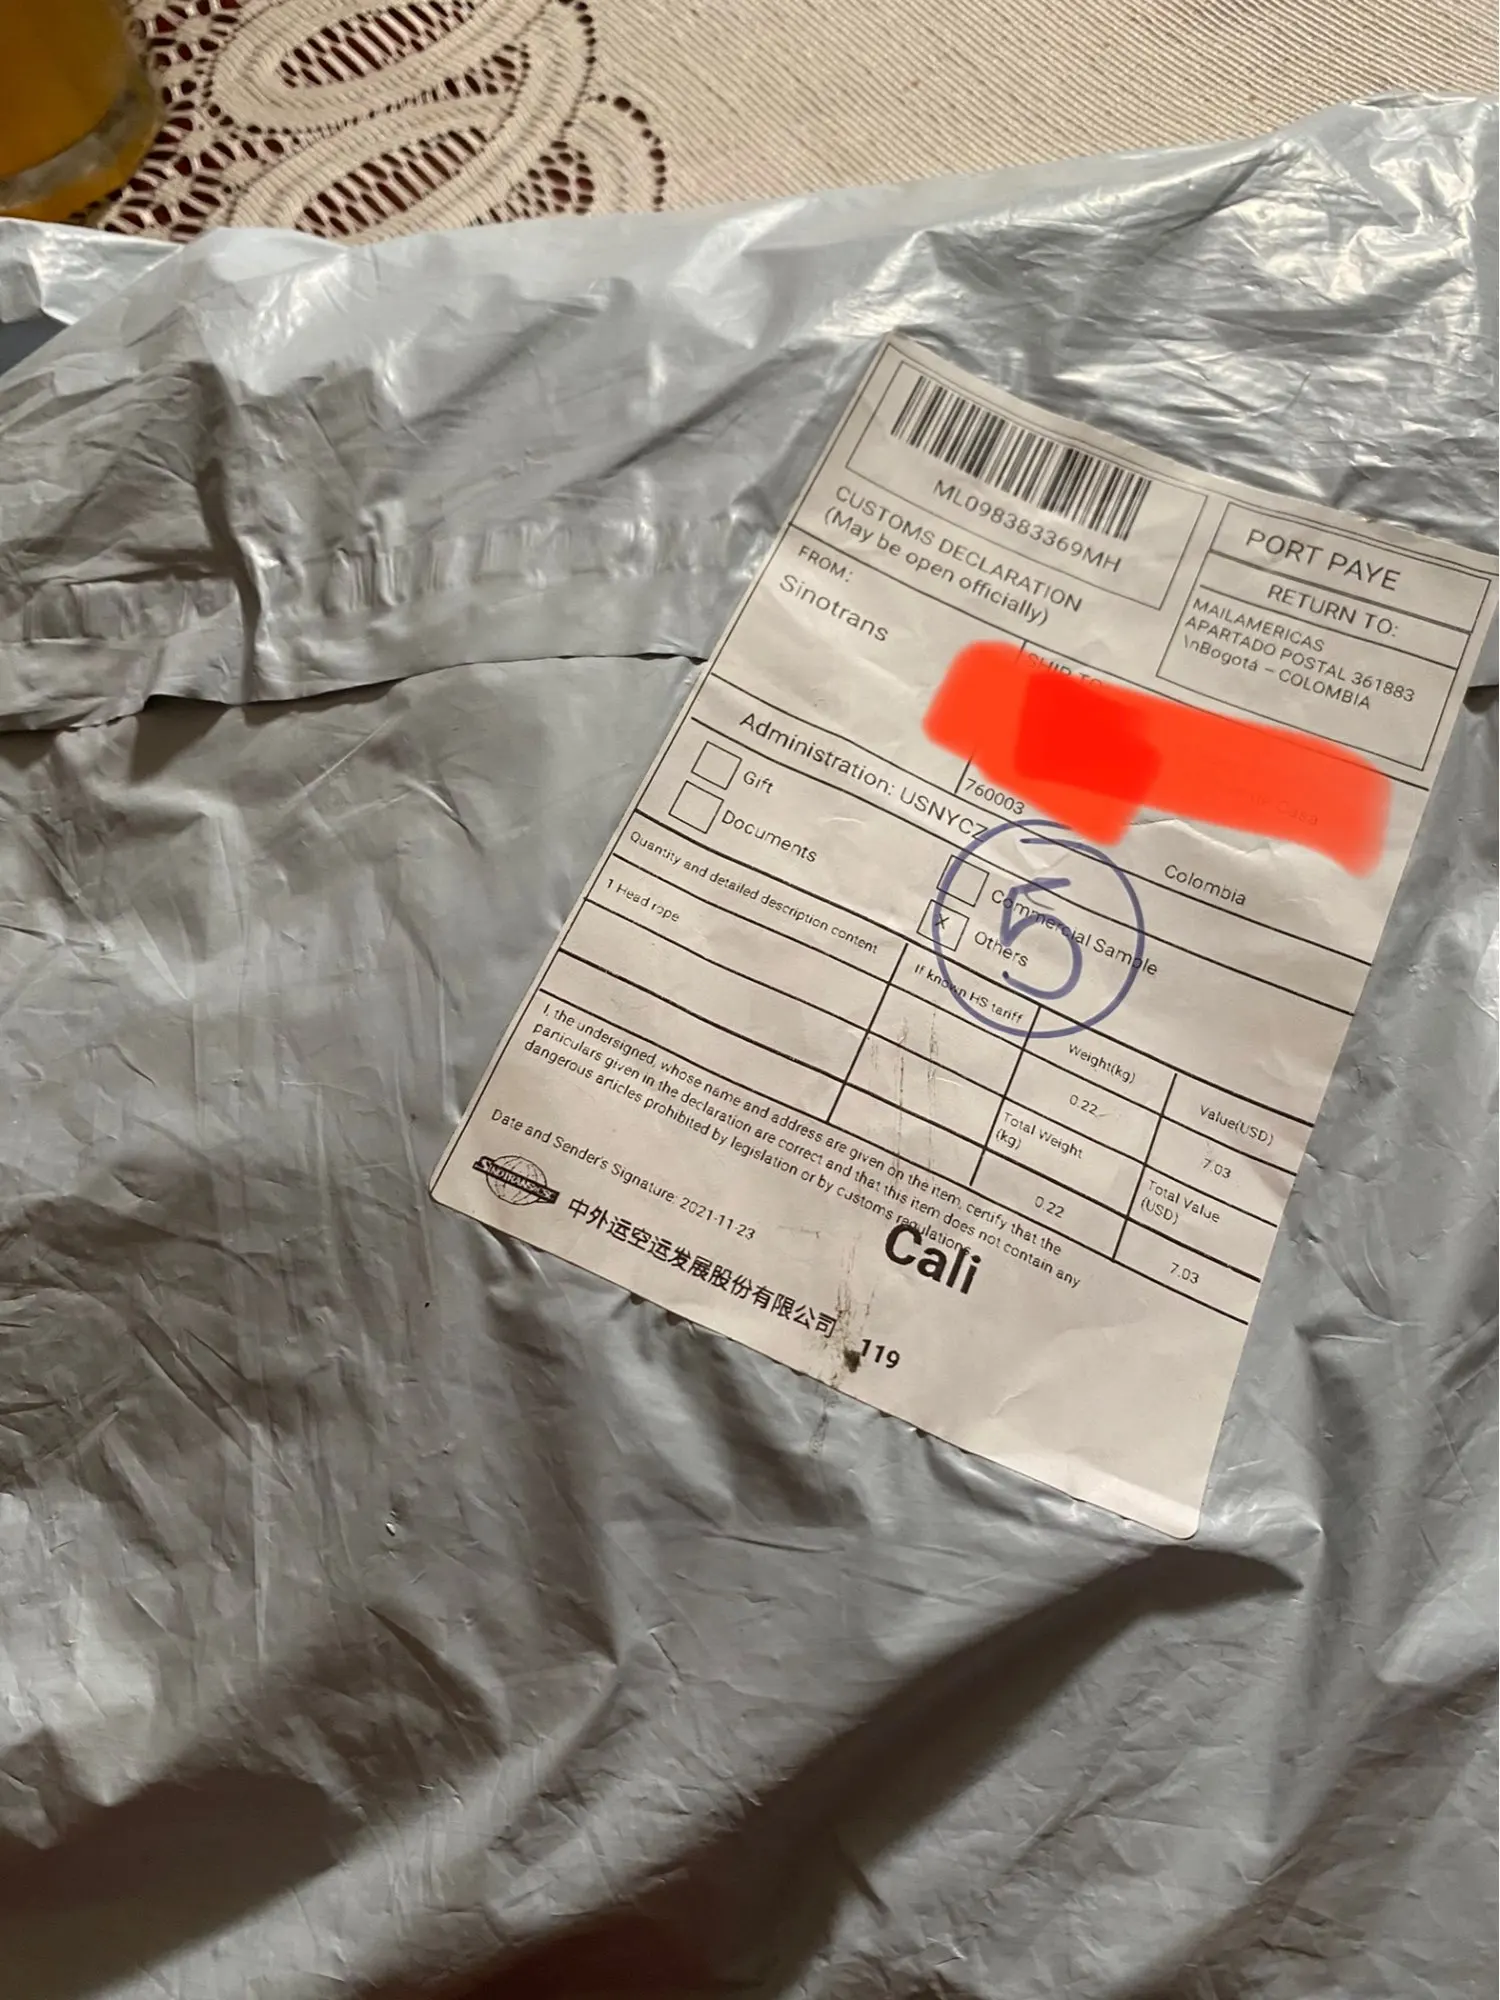 ML098383369MH
CUSTOMS DECLARATION
(May be open officially)
PORT PAYE
RETURN TO:
MAILAMERICAS
APARTADO POSTAL 361883
\nBogotá – COLOMBIA
FROM:
Sinotrans
SHIP TO
Casa
760003
Colombia
Administration: USNYCZ
Gift
Documents
Commercial Sample
X
Others
5
Quantity and detailed description content
If known HS tariff
Weight(kg)
Value(USD)
1 Head rope
0.22
7.03
Total Weight
(kg)
Total Value
(USD)
0.22
7.03
I, the undersigned, whose name and address are given on the item, certify that the
particulars given in the declaration are correct and that this item does not contain any
dangerous articles prohibited by legislation or by customs regulations
Date and Sender's Signature: 2021-11-23
Cali
SINOTRANS
中外运空运发展股份有限公司
119